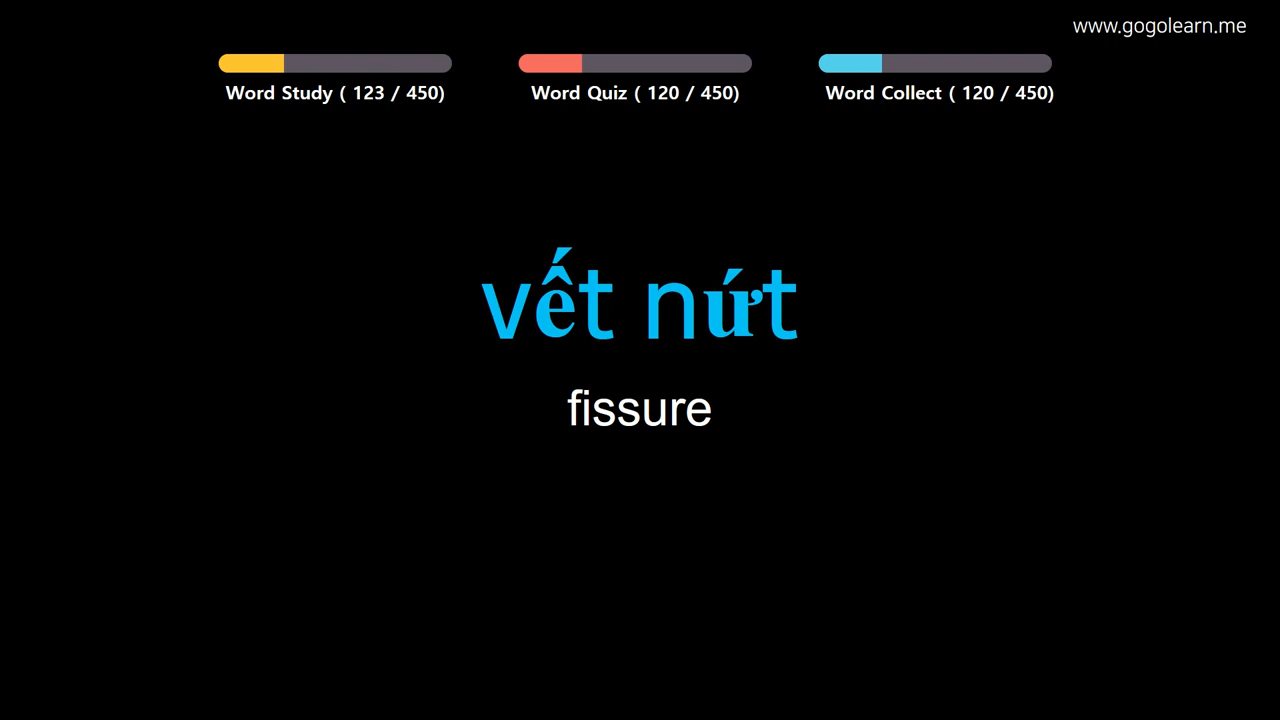 www.gogolearn.me
Word Study ( 123 / 450)
Word Quiz ( 120 / 450)
Word Collect ( 120 / 450)
vết nứt
fissure